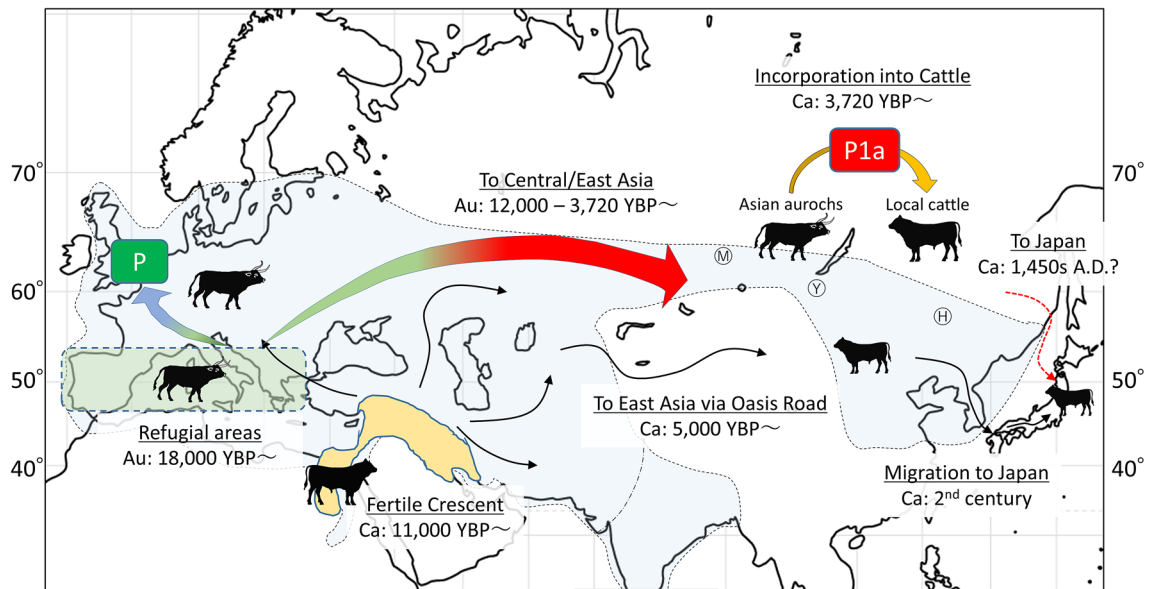 Incorporation into Cattle
Ca: 3,720 YBP～
P1a
70°
70°
To Central/East Asia
Au: 12,000 – 3,720 YBP～
Asian aurochs
Local cattle
To Japan
Ca: 1,450s A.D.?
P
Ⓜ
60°
60°
Ⓨ
Ⓗ
50°
50°
To East Asia via Oasis Road
Ca: 5,000 YBP～
Refugial areas
Au: 18,000 YBP～
40°
40°
Migration to Japan
Ca: 2nd century
Fertile Crescent
Ca: 11,000 YBP～